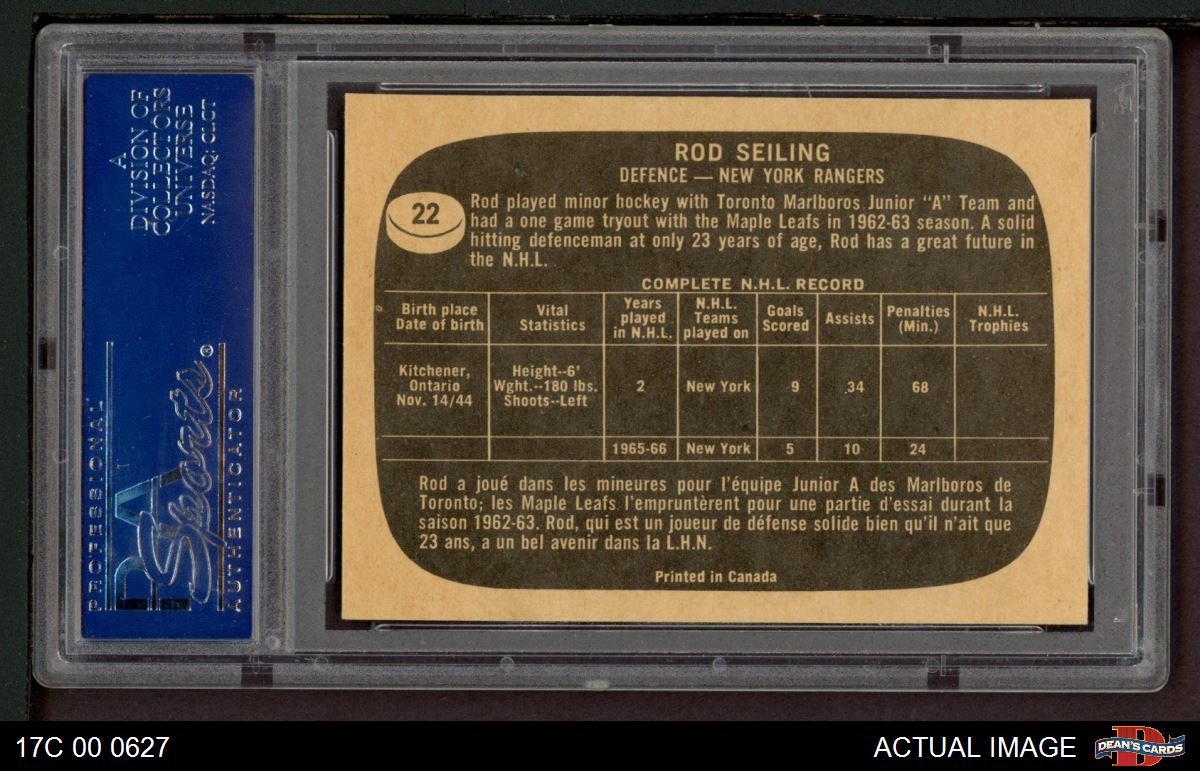 A
DIVISION OF
COLLECTORS
UNIVERSE
NASDAQ: CLCT
PROFESSIONAL
PSA
Sports®
AUTHENTICATOR
ROD SEILING
DEFENCE — NEW YORK RANGERS
22
Rod played minor hockey with Toronto Marlboros Junior "A" Team and
had a one game tryout with the Maple Leafs in 1962-63 season. A solid
hitting defenceman at only 23 years of age, Rod has a great future in
the N.H.L.
COMPLETE N.H.L. RECORD
Birth place Date of birth | Vital Statistics | Years played in N.H.L. | N.H.L. Teams played on | Goals Scored | Assists | Penalties (Min.) | N.H.L. Trophies
Kitchener, Ontario Nov. 14/44 | Height--6' Wght.--180 lbs. Shoots--Left | 2 | New York | 9 | 34 | 68
1965-66 | New York | 5 | 10 | 24
Rod a joué dans les mineures pour l'équipe Junior A des Marlboros de
Toronto; les Maple Leafs l'empruntèrent pour une partie d'essai durant la
saison 1962-63. Rod, qui est un joueur de défense solide bien qu'il n'ait que
23 ans, a un bel avenir dans la L.H.N.
Printed in Canada
17C 00 0627
ACTUAL IMAGE
D
DEAN'S CARDS